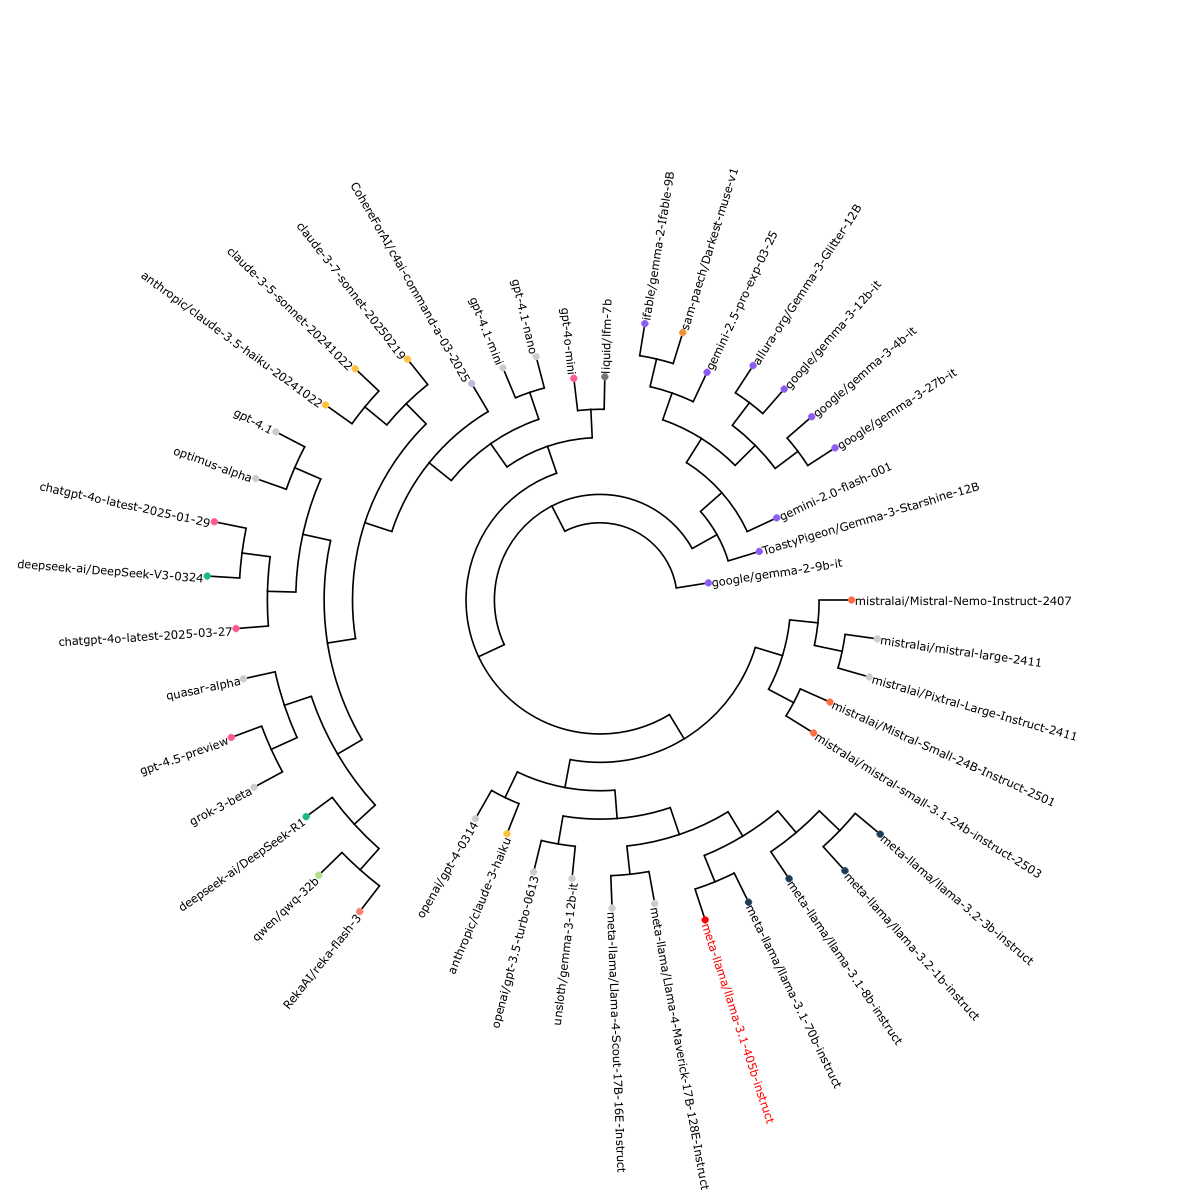 ifable/gemma-2-Ifable-9B
sam-paech/Darkest-muse-v1
gemini-2.5-pro-exp-03-25
allura-org/Gemma-3-Glitter-12B
google/gemma-3-12b-it
google/gemma-3-4b-it
google/gemma-3-27b-it
gemini-2.0-flash-001
ToastyPigeon/Gemma-3-Starshine-12B
google/gemma-2-9b-it
mistralai/Mistral-Nemo-Instruct-2407
mistralai/mistral-large-2411
mistralai/Pixtral-Large-Instruct-2411
mistralai/Mistral-Small-24B-Instruct-2501
mistralai/mistral-small-3.1-24b-instruct-2503
meta-llama/llama-3.2-3b-instruct
meta-llama/llama-3.2-1b-instruct
meta-llama/llama-3.1-8b-instruct
meta-llama/llama-3.1-70b-instruct
meta-llama/llama-3.1-405b-instruct
meta-llama/Llama-4-Maverick-17B-128E-Instruct
meta-llama/Llama-4-Scout-17B-16E-Instruct
unsloth/gemma-3-12b-it
openai/gpt-3.5-turbo-0613
anthropic/claude-3-haiku
openai/gpt-4-0314
RekaAI/reka-flash-3
qwen/qwq-32b
deepseek-ai/DeepSeek-R1
grok-3-beta
gpt-4.5-preview
quasar-alpha
chatgpt-4o-latest-2025-03-27
deepseek-ai/DeepSeek-V3-0324
chatgpt-4o-latest-2025-01-29
optimus-alpha
gpt-4.1
anthropic/claude-3.5-haiku-20241022
claude-3-5-sonnet-20241022
claude-3-7-sonnet-20250219
CohereForAI/c4ai-command-a-03-2025
gpt-4.1-mini
gpt-4.1-nano
gpt-4o-mini
liquid/lfm-7b